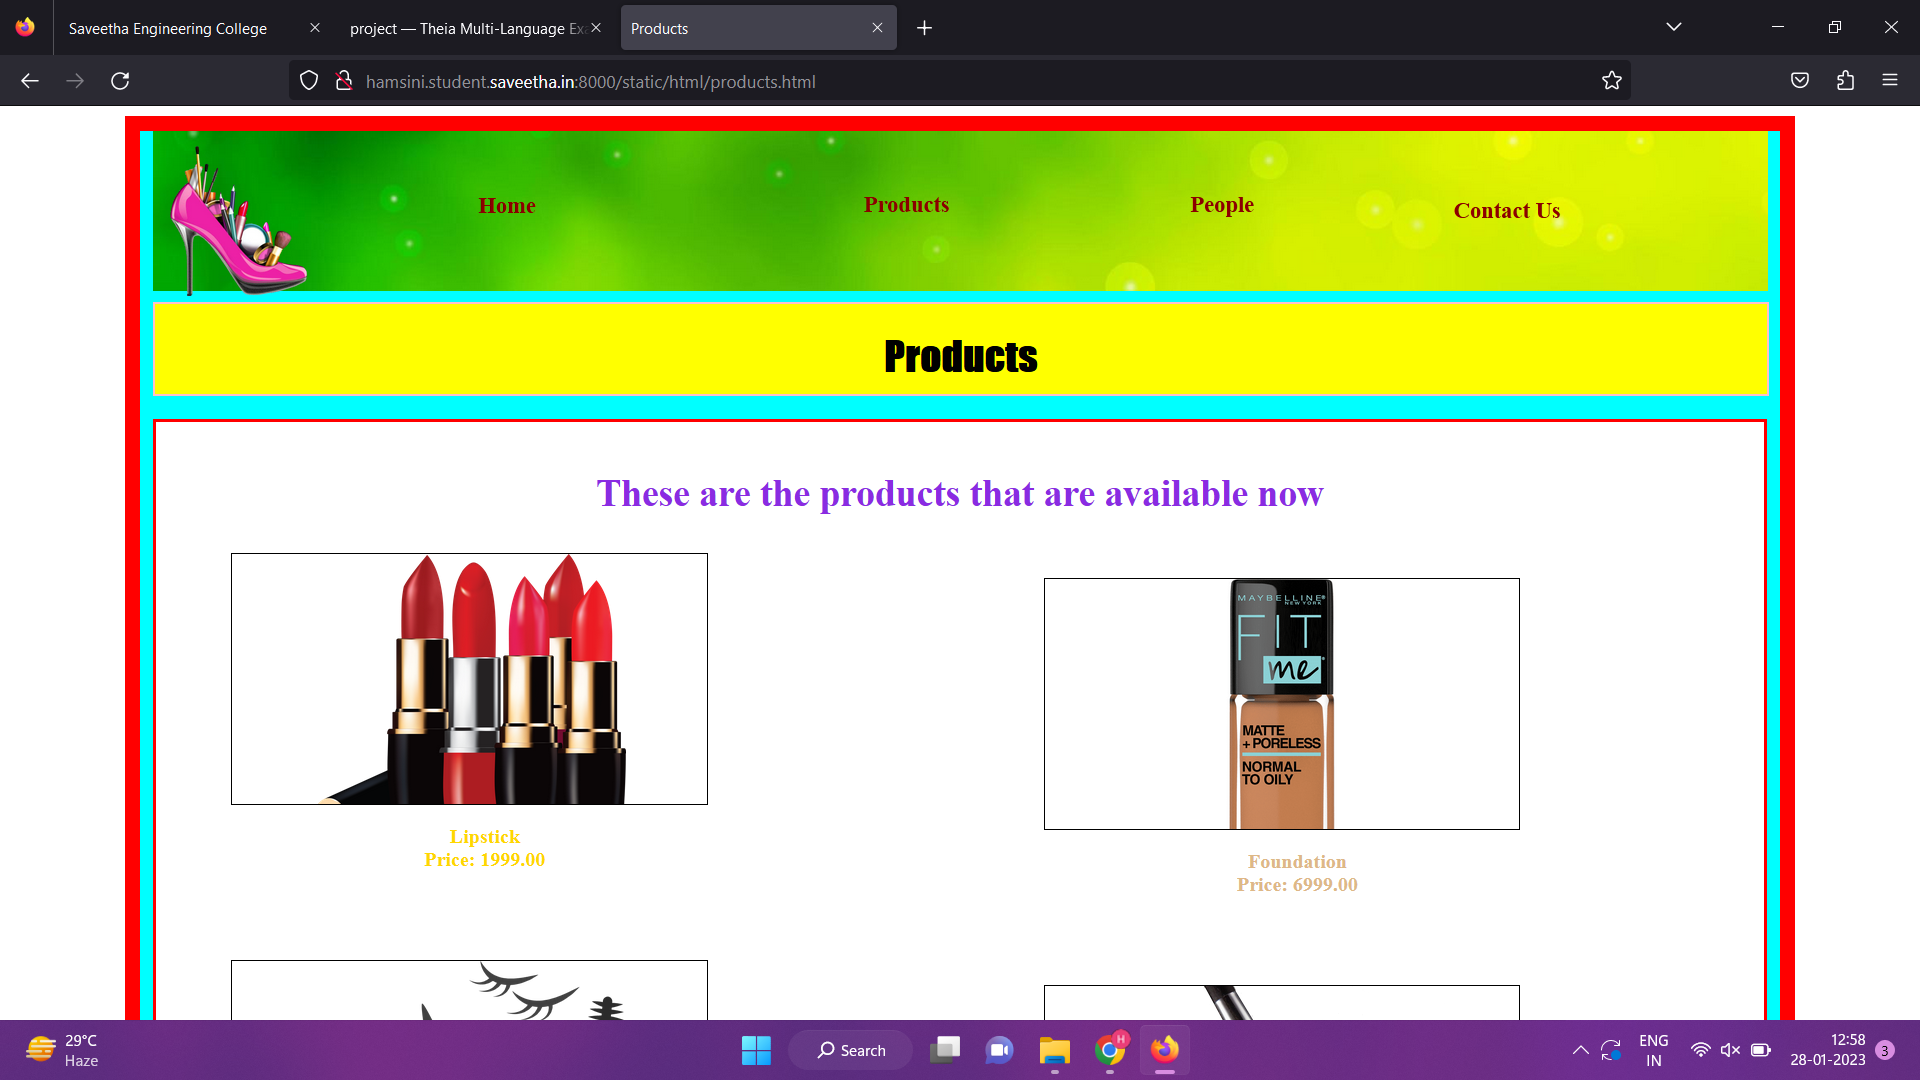 Saveetha Engineering College
project — Theia Multi-Language Exa
Products
hamsini.student.saveetha.in:8000/static/html/products.html
Home
Products
People
Contact Us
Products
These are the products that are available now
MAYBELLINE®
NEW YORK
FIT
me
MATTE
+ PORELESS
NORMAL
TO OILY
Lipstick
Price: 1999.00
Foundation
Price: 6999.00
29°C
Haze
Search
H
ENG
IN
12:58
28-01-2023
3